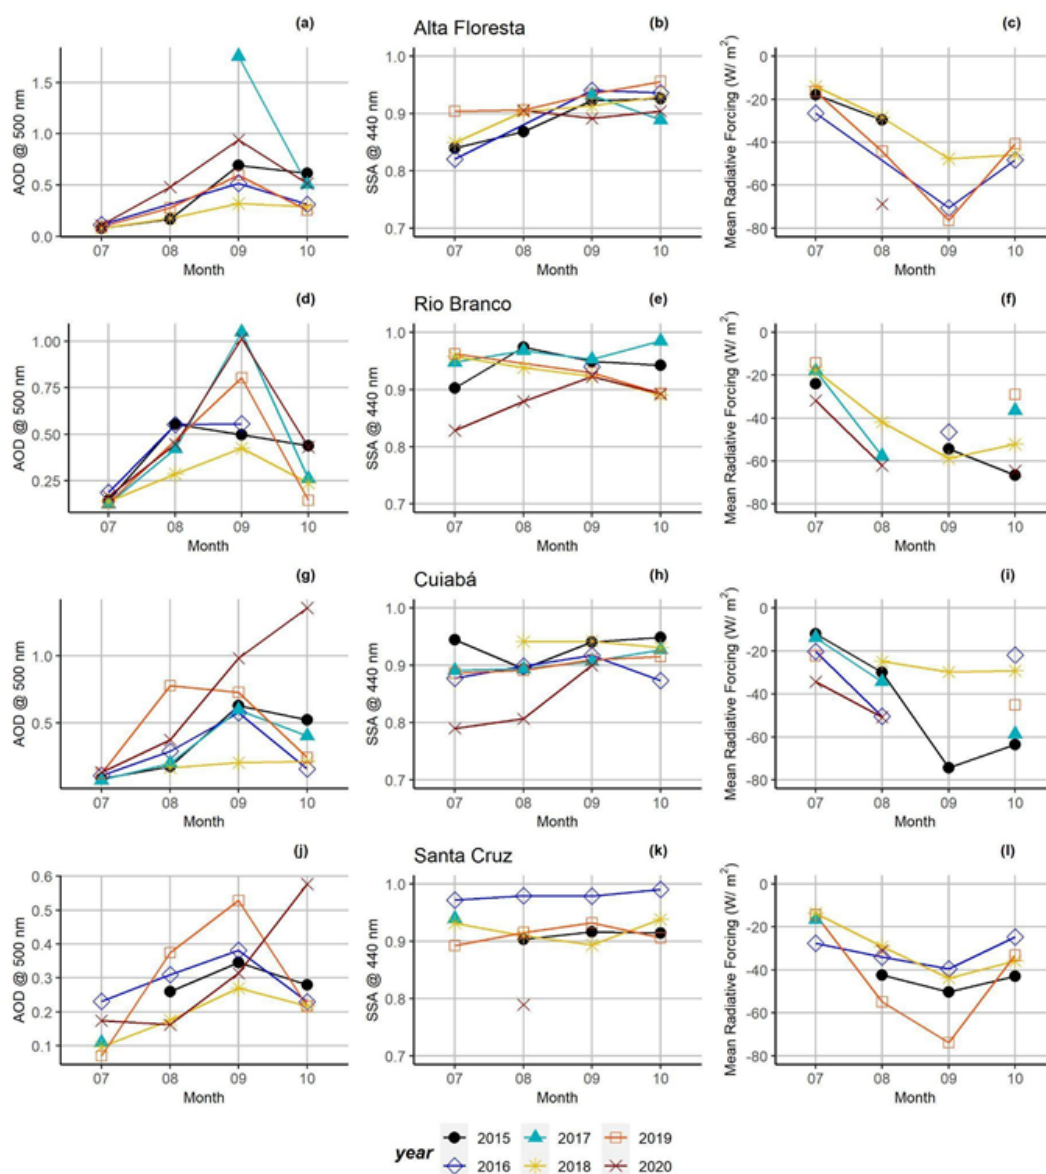 (a)
Alta Floresta
(b)
(c)
AOD @ 500 nm
1.5
1.0
0.5
0.0
07 08 09 10
Month
SSA @ 440 nm
1.0
0.9
0.8
0.7
07 08 09 10
Month
Mean Radiative Forcing (W/ m²)
0
-20
-40
-60
-80
07 08 09 10
Month
(d)
Rio Branco
(e)
(f)
AOD @ 500 nm
1.00
0.75
0.50
0.25
07 08 09 10
Month
SSA @ 440 nm
1.0
0.9
0.8
0.7
07 08 09 10
Month
Mean Radiative Forcing (W/ m²)
0
-20
-40
-60
-80
07 08 09 10
Month
(g)
Cuiabá
(h)
(i)
AOD @ 500 nm
1.0
0.5
07 08 09 10
Month
SSA @ 440 nm
1.0
0.9
0.8
0.7
07 08 09 10
Month
Mean Radiative Forcing (W/ m²)
0
-20
-40
-60
-80
07 08 09 10
Month
(j)
Santa Cruz
(k)
(l)
AOD @ 500 nm
0.6
0.5
0.4
0.3
0.2
0.1
07 08 09 10
Month
SSA @ 440 nm
1.0
0.9
0.8
0.7
07 08 09 10
Month
Mean Radiative Forcing (W/ m²)
0
-20
-40
-60
-80
07 08 09 10
Month
year
2015 2017 2019
2016 2018 2020